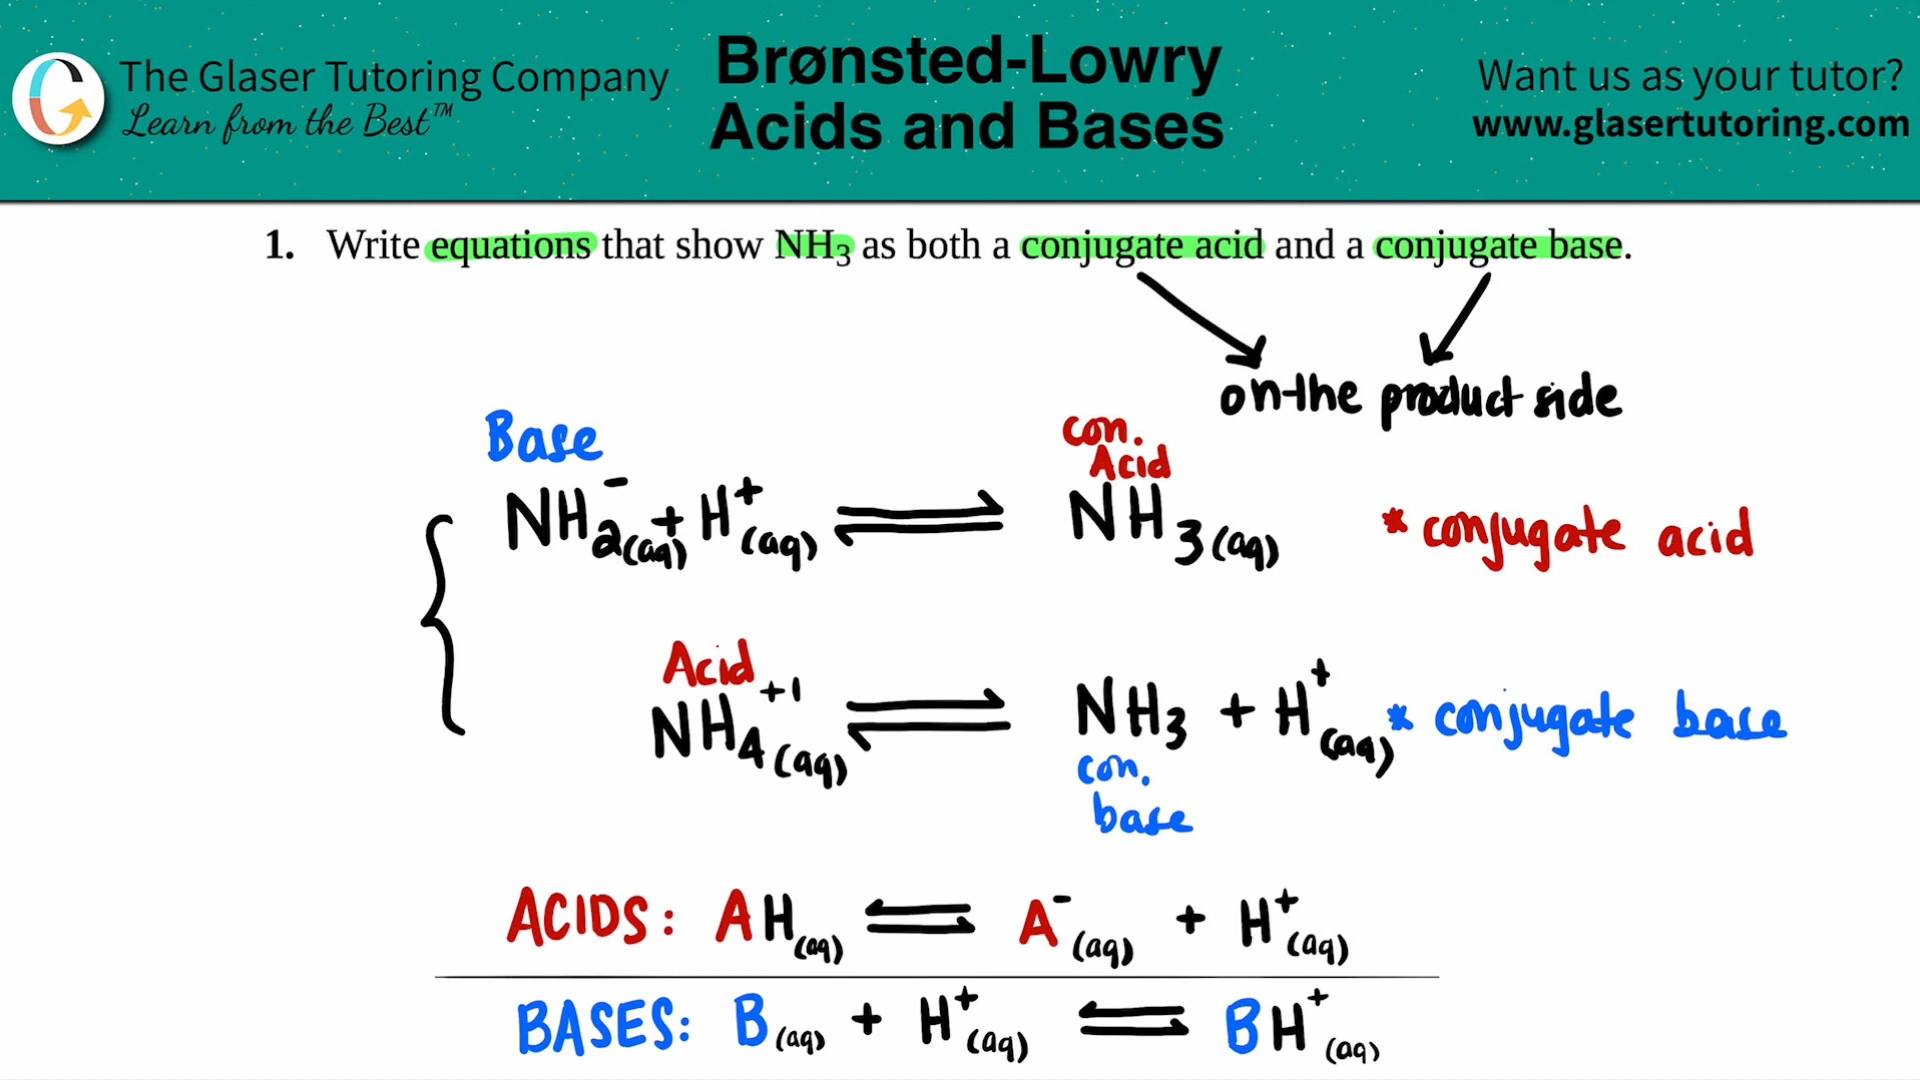 The Glaser Tutoring Company
Learn from the Best™
Brønsted-Lowry
Acids and Bases
Want us as your tutor?
www.glasertutoring.com
1. Write equations that show NH₃ as both a conjugate acid and a conjugate base.
on the product side
Base
con.
Acid
NH₂⁻(aq) + H⁺(aq) ⇌ NH₃(aq) * conjugate acid
Acid
NH₄⁺¹(aq) ⇌ NH₃ + H⁺(aq) * conjugate base
con.
base
ACIDS: AH(aq) ⇌ A⁻(aq) + H⁺(aq)
BASES: B(aq) + H⁺(aq) ⇌ BH⁺(aq)